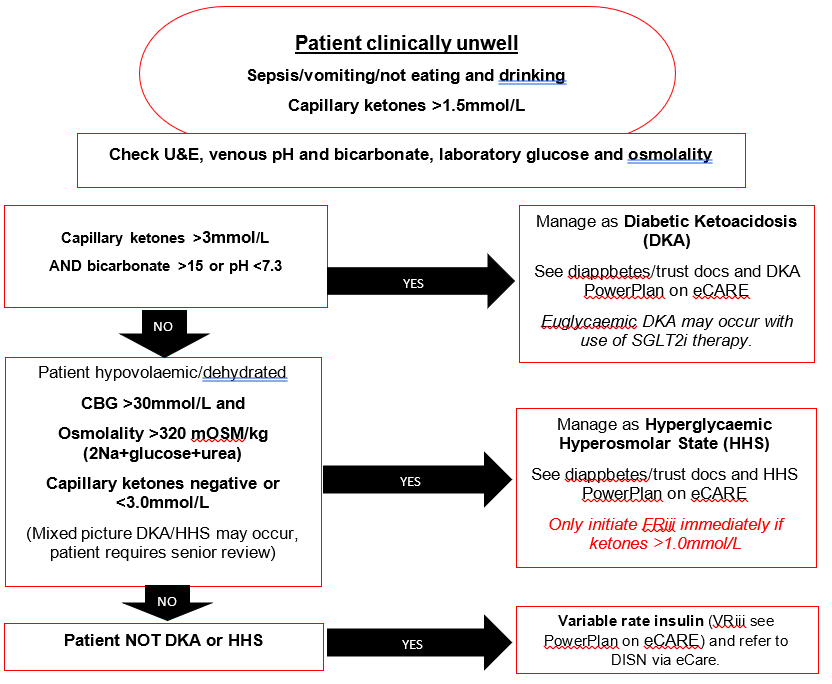 Patient clinically unwell
Sepsis/vomiting/not eating and drinking
Capillary ketones >1.5mmol/L
Check U&E, venous pH and bicarbonate, laboratory glucose and osmolality
Capillary ketones >3mmol/L
AND bicarbonate >15 or pH <7.3
YES
Manage as Diabetic Ketoacidosis
(DKA)
See diappbetes/trust docs and DKA
PowerPlan on eCARE
Euglycaemic DKA may occur with
use of SGLT2i therapy.
NO
Patient hypovolaemic/dehydrated
CBG >30mmol/L and
Osmolality >320 mOSM/kg
(2Na+glucose+urea)
Capillary ketones negative or
<3.0mmol/L
(Mixed picture DKA/HHS may occur,
patient requires senior review)
YES
Manage as Hyperglycaemic
Hyperosmolar State (HHS)
See diappbetes/trust docs and HHS
PowerPlan on eCARE
Only initiate FRiii immediately if
ketones >1.0mmol/L
NO
Patient NOT DKA or HHS
YES
Variable rate insulin (VRiii see
PowerPlan on eCARE) and refer to
DISN via eCare.